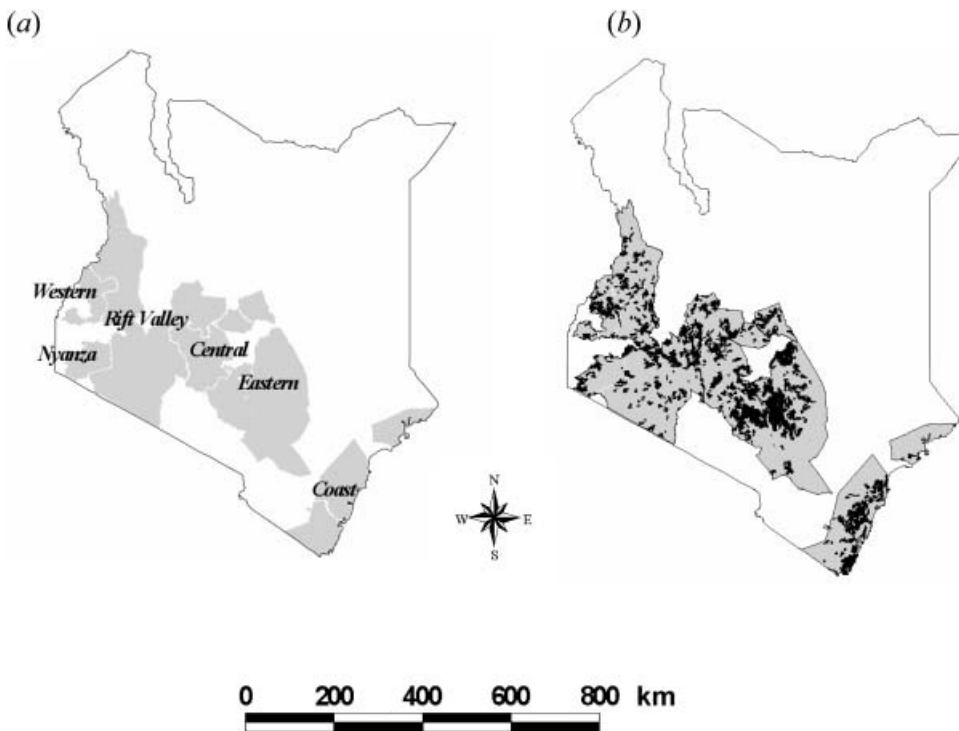 (a)
(b)
Western
Rift Valley
Nyanza
Central
Eastern
Coast
N
W E
S
0 200 400 600 800 km